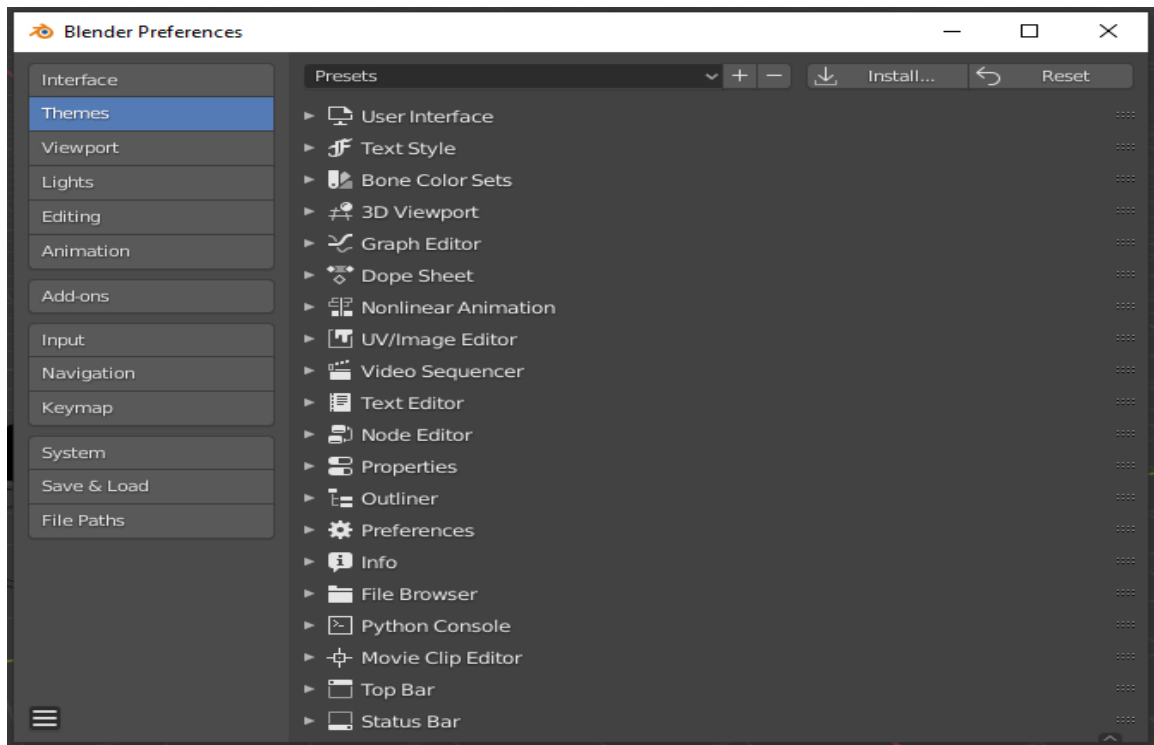 Blender Preferences
Interface
Themes
Viewport
Lights
Editing
Animation
Add-ons
Input
Navigation
Keymap
System
Save & Load
File Paths
Presets
Install...
Reset
User Interface
Text Style
Bone Color Sets
3D Viewport
Graph Editor
Dope Sheet
Nonlinear Animation
UV/Image Editor
Video Sequencer
Text Editor
Node Editor
Properties
Outliner
Preferences
Info
File Browser
Python Console
Movie Clip Editor
Top Bar
Status Bar